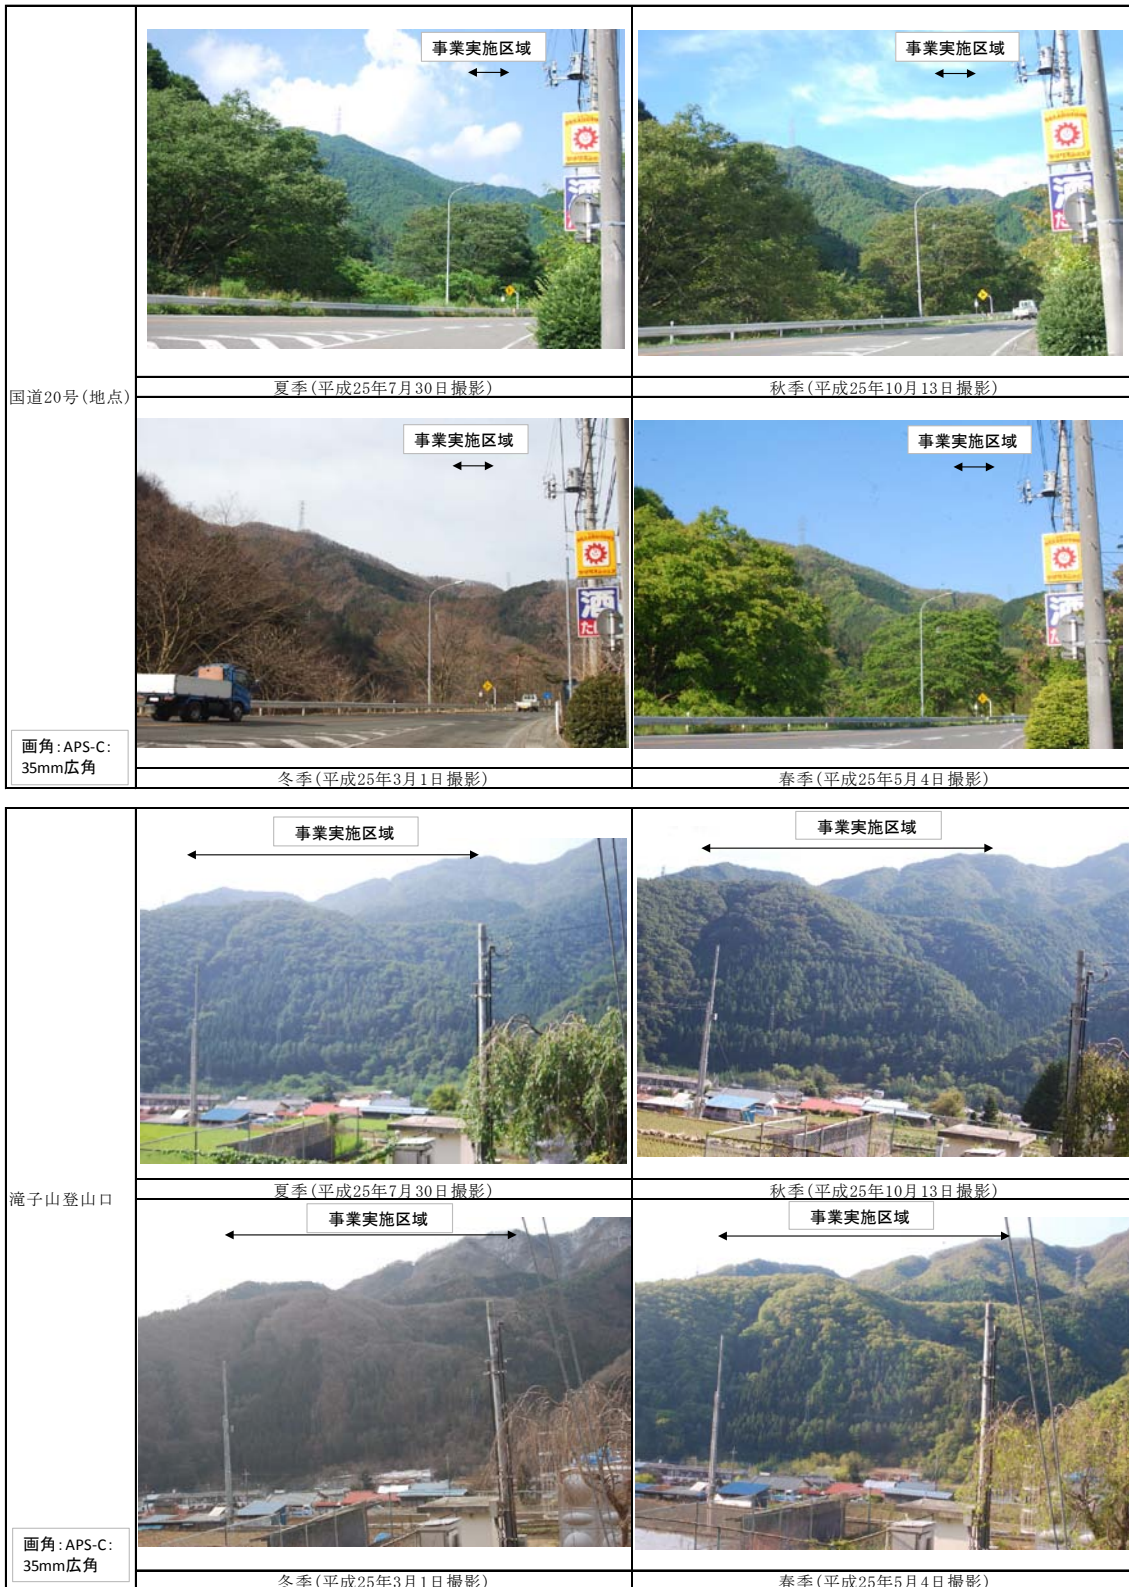 事業実施区域
事業実施区域
酒
た
国道20号(地点)
夏季(平成25年7月30日撮影)
秋季(平成25年10月13日撮影)
事業実施区域
事業実施区域
酒
た
酒
た
画角:APS-C:
35mm広角
冬季(平成25年3月1日撮影)
春季(平成25年5月4日撮影)
事業実施区域
事業実施区域
滝子山登山口
夏季(平成25年7月30日撮影)
秋季(平成25年10月13日撮影)
事業実施区域
事業実施区域
画角:APS-C:
35mm広角
冬季(平成25年3月1日撮影)
春季(平成25年5月4日撮影)